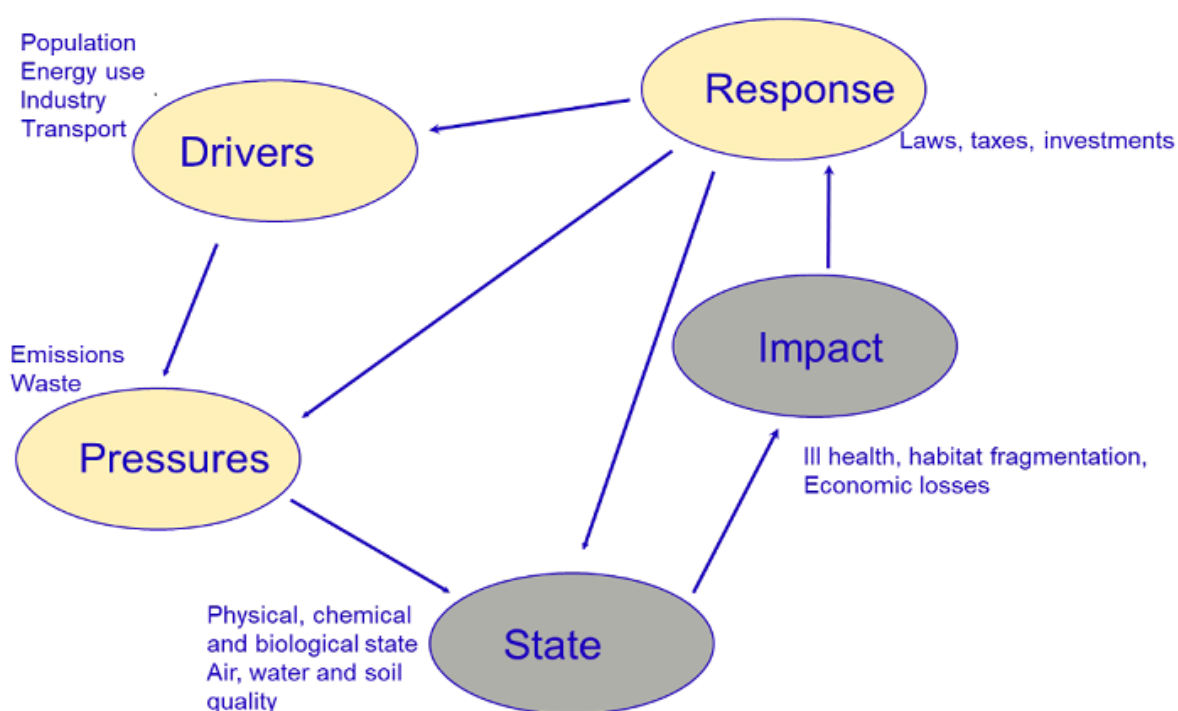 Population
Energy use
Industry
Transport
Drivers
Response
Laws, taxes, investments
Impact
Ill health, habitat fragmentation,
Economic losses
Emissions
Waste
Pressures
Physical, chemical
and biological state
Air, water and soil
quality
State